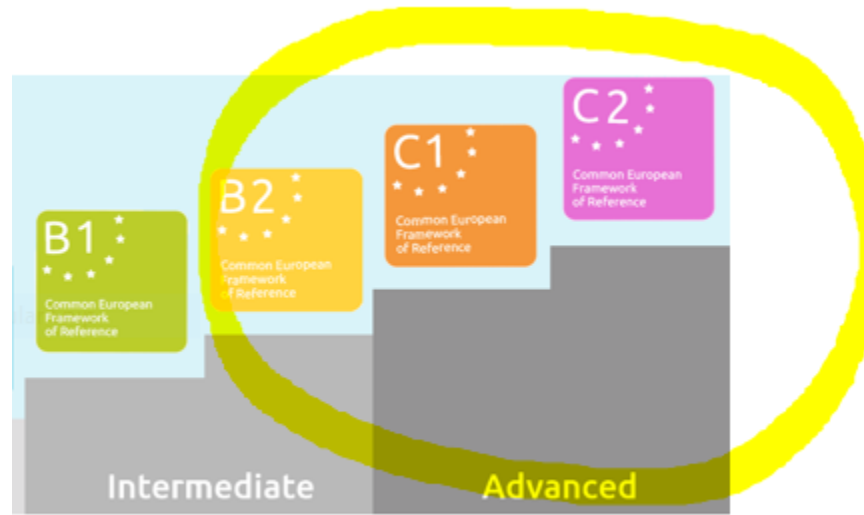 B1
Common European
Framework
of Reference
B2
Common European
Framework
of Reference
C1
Common European
Framework
of Reference
C2
Common European
Framework
of Reference
Intermediate
Advanced